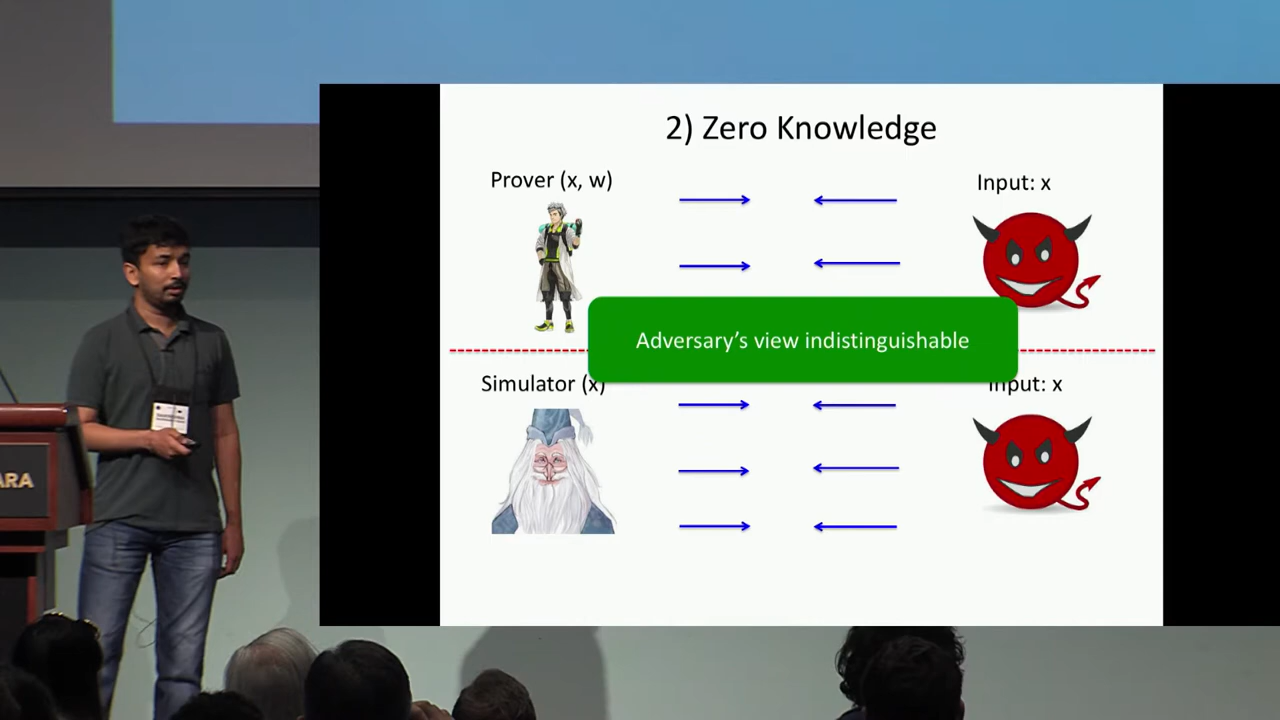 2) Zero Knowledge
Prover (x, w)
Input: x
Adversary's view indistinguishable
Simulator (x)
Input: x
ARA